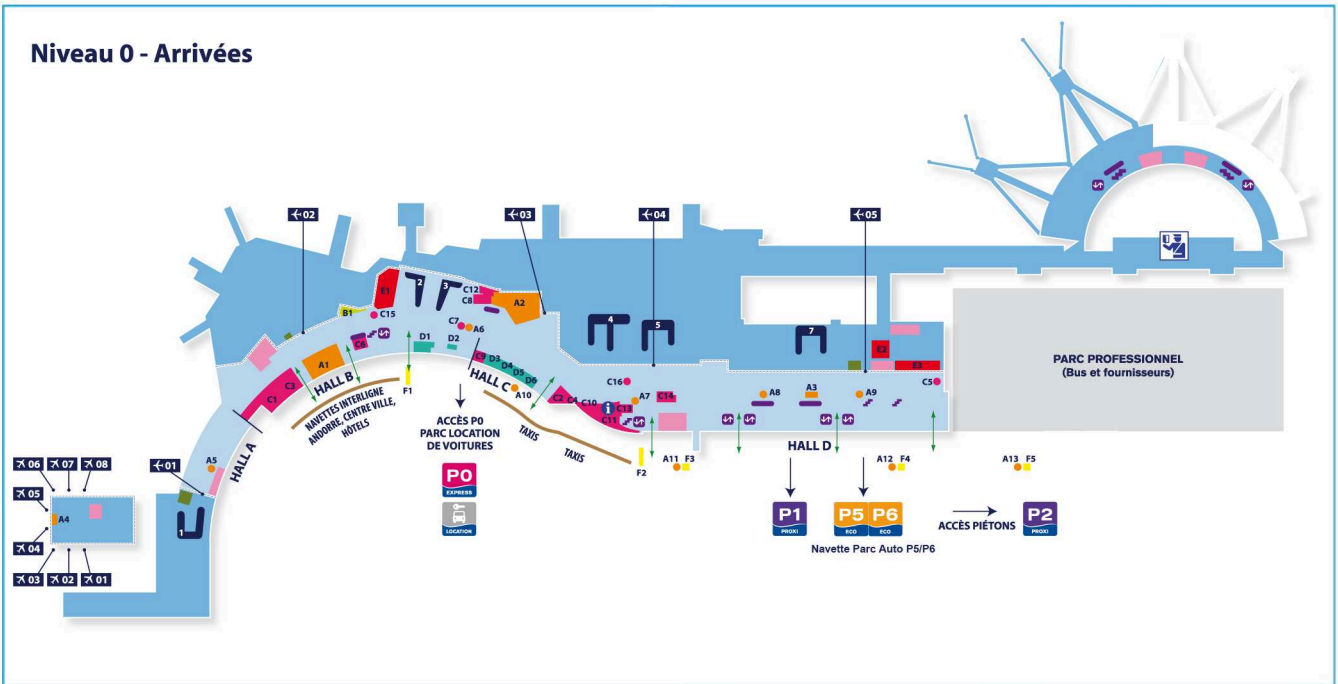 Niveau 0 - Arrivées
02
03
04
05
E1
2
3
C12
C8
A2
B1
C15
C7
A6
4
5
7
C6
D1
D2
E2
E3
A1
HALL B
F1
C9
D3
D4
D5
D6
HALL C
A10
C16
C5
PARC PROFESSIONNEL
(Bus et fournisseurs)
C3
C1
NAVETTES INTERLIGNE
ANDORRE, CENTRE VILLE,
HÔTELS
C2
C4
C10
i
C13
C11
A7
C14
A8
A3
A9
ACCÈS P0
PARC LOCATION
DE VOITURES
TAXIS
TAXIS
HALL D
HALL A
A5
01
F2
A11
F3
A12
F4
A13
F5
06
07
08
05
A4
04
03
02
01
1
P0
EXPRESS
LOCATION
P1
PROXI
P5
ECO
P6
ECO
ACCÈS PIÉTONS
P2
PROXI
Navette Parc Auto P5/P6